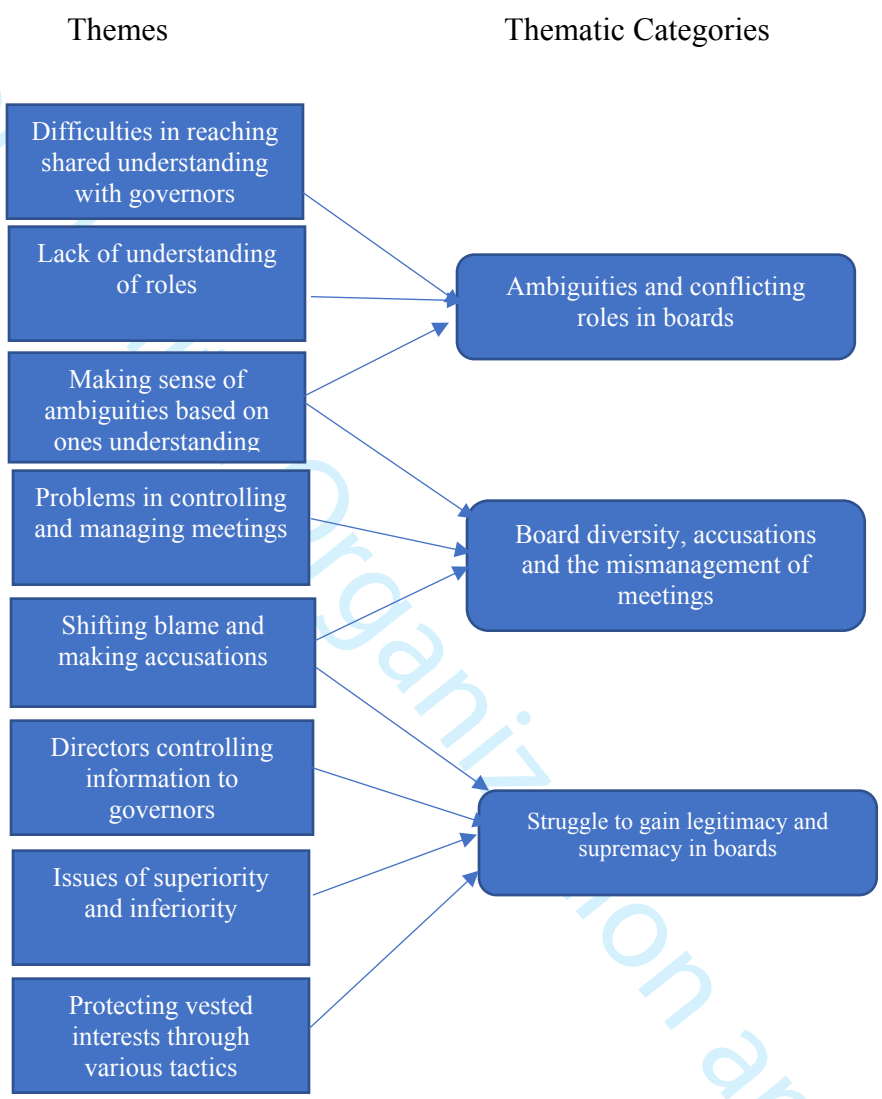 Themes
Thematic Categories
Difficulties in reaching
shared understanding
with governors
Lack of understanding
of roles
Making sense of
ambiguities based on
ones understanding
Problems in controlling
and managing meetings
Shifting blame and
making accusations
Directors controlling
information to
governors
Issues of superiority
and inferiority
Protecting vested
interests through
various tactics
Ambiguities and conflicting
roles in boards
Board diversity, accusations
and the mismanagement of
meetings
Struggle to gain legitimacy and
supremacy in boards
Organization an